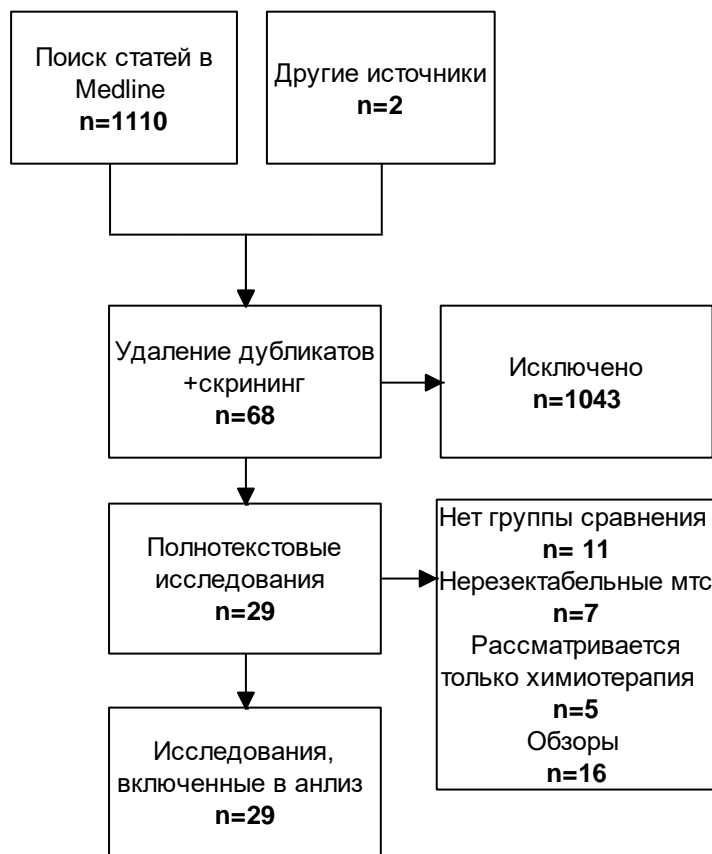 Поиск статей в
Medline
n=1110
Другие источники
n=2
Удаление дубликатов
+скрининг
n=68
Исключено
n=1043
Полнотекстовые
исследования
n=29
Нет группы сравнения
n= 11
Нерезектабельные мтс
n=7
Рассматривается
только химиотерапия
n=5
Обзоры
n=16
Исследования,
включенные в анлиз
n=29